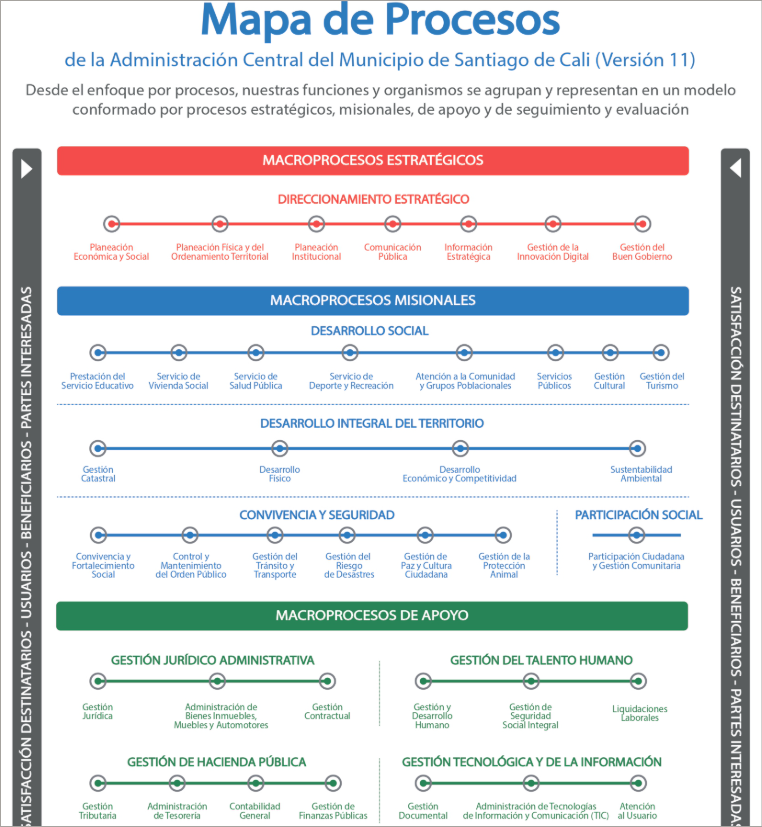 Mapa de Procesos
de la Administración Central del Municipio de Santiago de Cali (Versión 11)
Desde el enfoque por procesos, nuestras funciones y organismos se agrupan y representan en un modelo
conformado por procesos estratégicos, misionales, de apoyo y de seguimiento y evaluación
SATISFACCIÓN DESTINATARIOS - USUARIOS - BENEFICIARIOS - PARTES INTERESADAS
MACROPROCESOS ESTRATÉGICOS
DIRECCIONAMIENTO ESTRATÉGICO
Planeación
Económica y Social
Planeación Física y del
Ordenamiento Territorial
Planeación
Institucional
Comunicación
Pública
Información
Estratégica
Gestión de la
Innovación Digital
Gestión del
Buen Gobierno
MACROPROCESOS MISIONALES
DESARROLLO SOCIAL
Prestación del
Servicio Educativo
Servicio de
Vivienda Social
Servicio de
Salud Pública
Servicio de
Deporte y Recreación
Atención a la Comunidad
y Grupos Poblacionales
Servicios
Públicos
Gestión
Cultural
Gestión del
Turismo
DESARROLLO INTEGRAL DEL TERRITORIO
Gestión
Catastral
Desarrollo
Físico
Desarrollo
Económico y Competitividad
Sustentabilidad
Ambiental
CONVIVENCIA Y SEGURIDAD
Convivencia y
Fortalecimiento
Social
Control y
Mantenimiento
del Orden Público
Gestión del
Tránsito y
Transporte
Gestión del
Riesgo
de Desastres
Gestión de
Paz y Cultura
Ciudadana
Gestión de la
Protección
Animal
PARTICIPACIÓN SOCIAL
Participación Ciudadana
y Gestión Comunitaria
MACROPROCESOS DE APOYO
GESTIÓN JURÍDICO ADMINISTRATIVA
Gestión
Jurídica
Administración de
Bienes Inmuebles,
Muebles y Automotores
Gestión
Contractual
GESTIÓN DEL TALENTO HUMANO
Gestión y
Desarrollo
Humano
Gestión de
Seguridad
Social Integral
Liquidaciones
Laborales
GESTIÓN DE HACIENDA PÚBLICA
Gestión
Tributaria
Administración
de Tesorería
Contabilidad
General
Gestión de
Finanzas Públicas
GESTIÓN TECNOLÓGICA Y DE LA INFORMACIÓN
Gestión
Documental
Administración de Tecnologías
de Información y Comunicación (TIC)
Atención
al Usuario
SATISFACCIÓN DESTINATARIOS - USUARIOS - BENEFICIARIOS - PARTES INTERESADAS